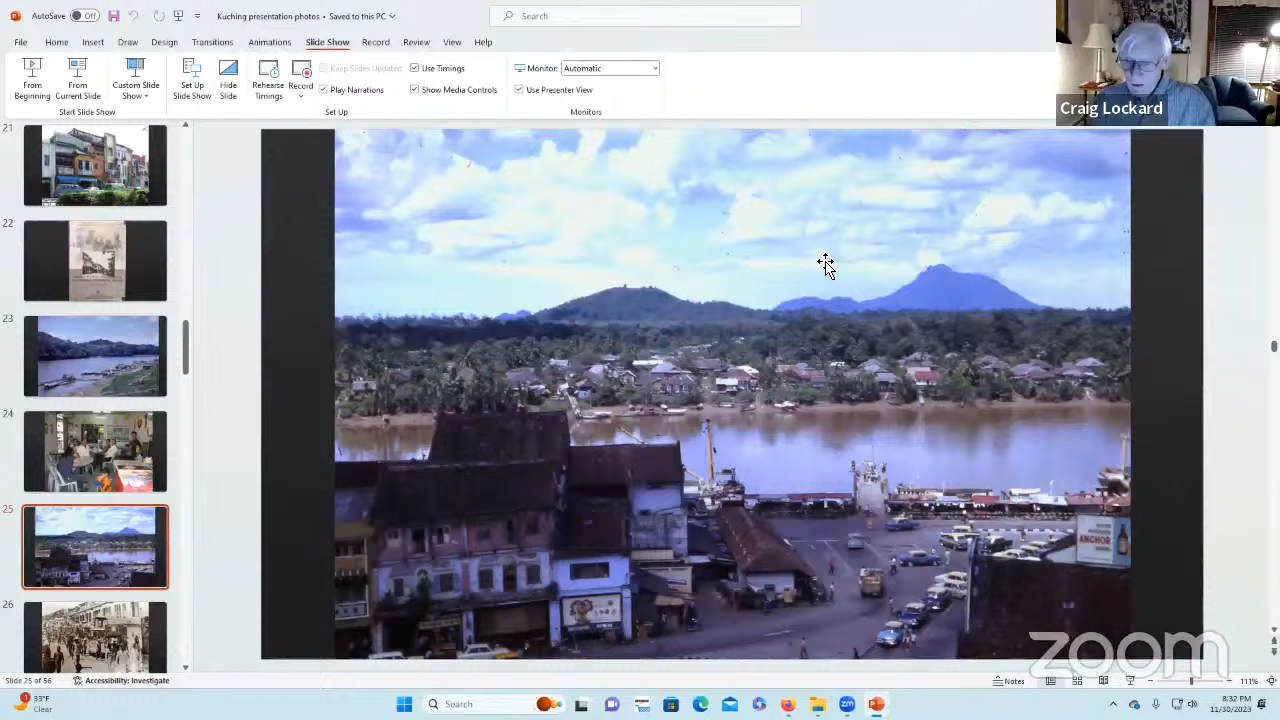 AutoSave Off Kuching presentation photos • Saved to this PC Search
File Home Insert Draw Design Transitions Animations Slide Show Record Review View Help
From Beginning
From Current Slide
Custom Slide Show
Set Up Slide Show
Hide Slide
Rehearse Timings
Record
Keep Slides Updated
Play Narrations
Use Timings
Show Media Controls
Monitor: Automatic
Use Presenter View
Start Slide Show Set Up Monitors
Craig Lockard
21
22
23
24
26
ANCHOR
zoom
Slide 25 of 56 Accessibility: Investigate Notes 111%
1
33°F
Clear
Search
zm
8:32 PM
11/30/2023